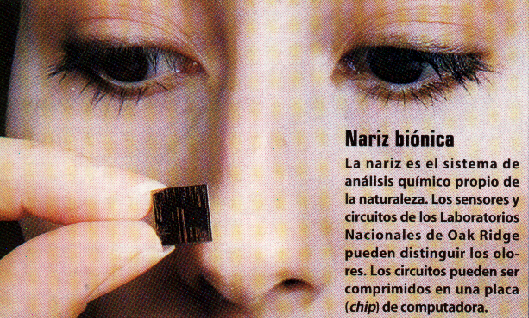 Nariz biónica
La nariz es el sistema de
análisis químico propio de
la naturaleza. Los sensores y
circuitos de los Laboratorios
Nacionales de Oak Ridge
pueden distinguir los olo-
res. Los circuitos pueden ser
comprimidos en una placa
(chip) de computadora.